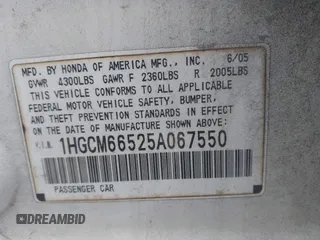 MFD. BY HONDA OF AMERICA MFG., INC. 6/05
GVWR 4300LBS GAWR F 2360LBS R 2005LBS
THIS VEHICLE CONFORMS TO ALL APPLICABLE
FEDERAL MOTOR VEHICLE SAFETY, BUMPER,
AND THEFT PREVENTION STANDARDS IN EFFECT
ON THE DATE OF MANUFACTURE SHOWN ABOVE.
V.I.N. 1HGCM66525A067550
PASSENGER CAR
DREAMBID